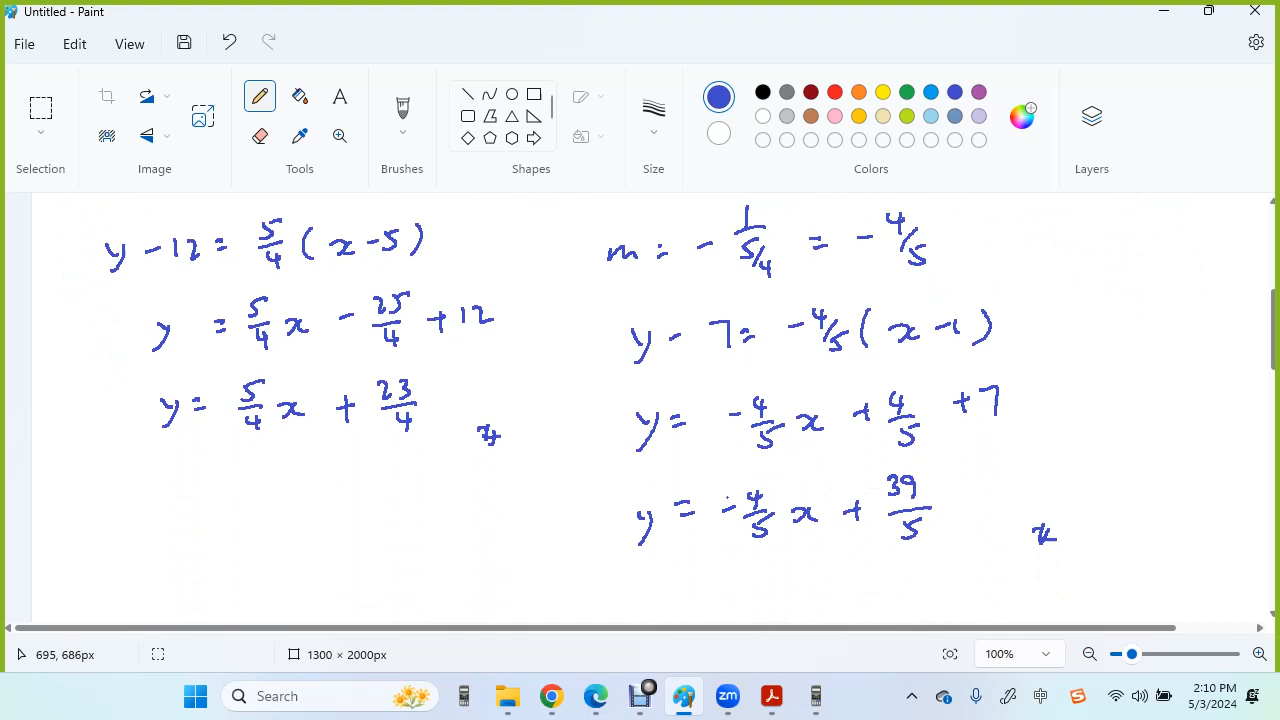 Untitled - Paint
File Edit View
Selection Image Tools Brushes Shapes Size Colors Layers
y - 12 = 5/4 ( x - 5 )
y = 5/4 x - 25/4 + 12
y = 5/4 x + 23/4
m = - 1/(5/4) = - 4/5
y - 7 = - 4/5 ( x - 1 )
y = - 4/5 x + 4/5 + 7
y = - 4/5 x + 39/5
695, 686px 1300 × 2000px 100%
Search 中 2:10 PM
5/3/2024